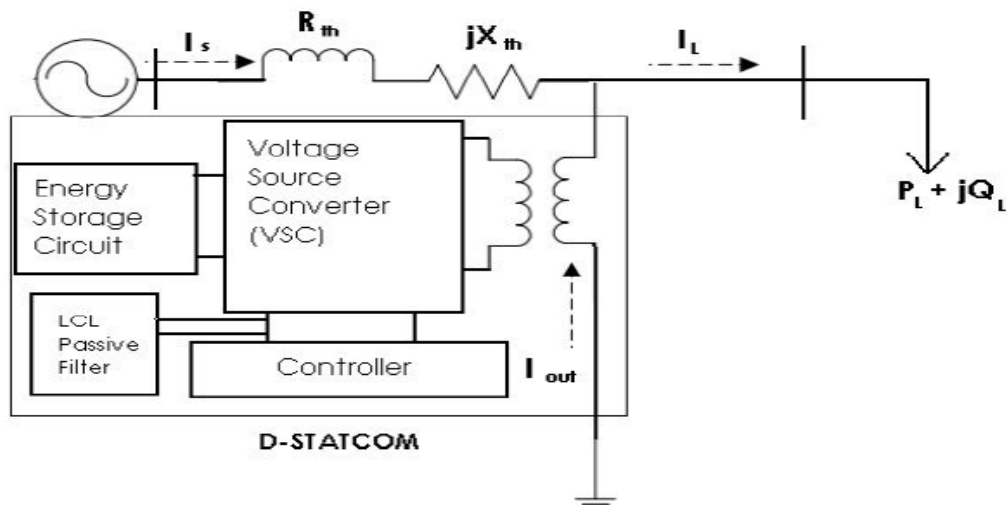 I s
R th
jX th
I L
Voltage
Source
Converter
(VSC)
Energy
Storage
Circuit
P L + jQ L
LCL
Passive
Filter
Controller
I out
D-STATCOM